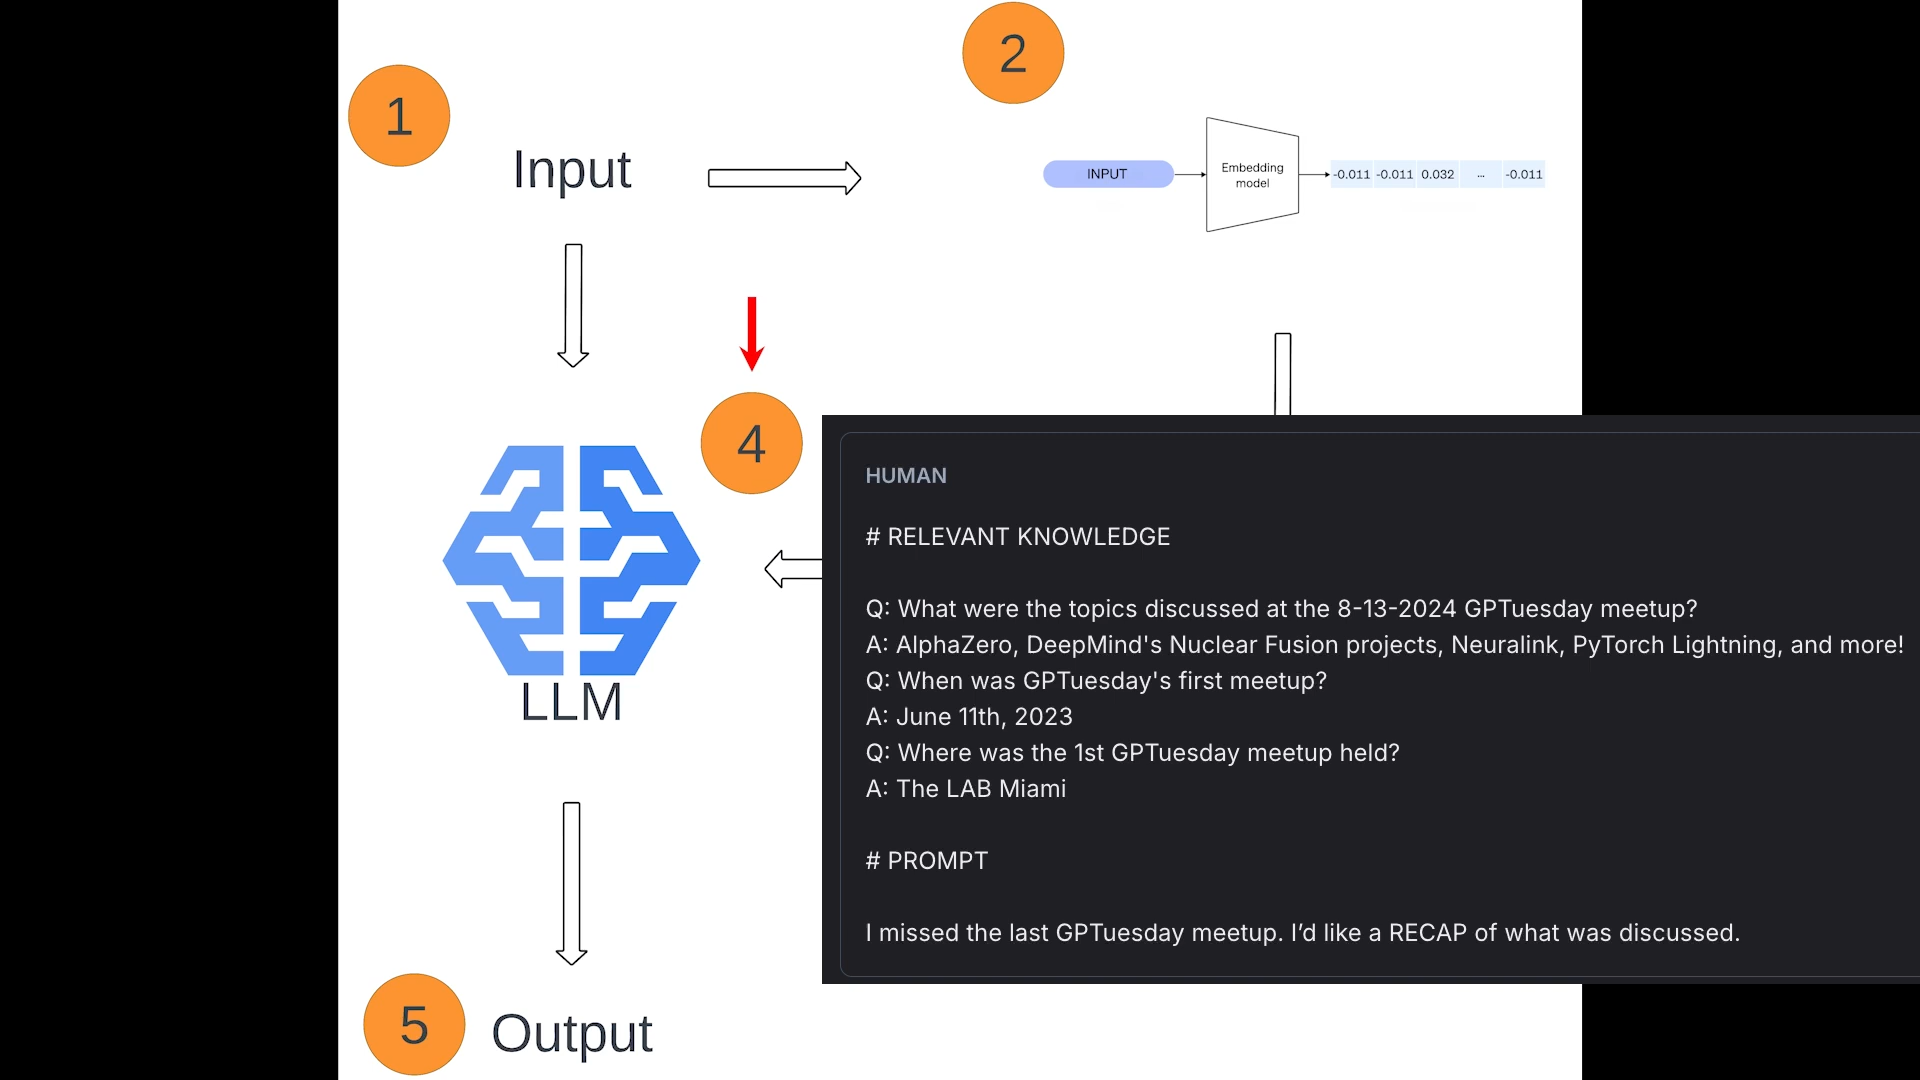 1
Input
2
INPUT
Embedding
model
-0.011 -0.011 0.032 ... -0.011
4
LLM
HUMAN
# RELEVANT KNOWLEDGE
Q: What were the topics discussed at the 8-13-2024 GPTuesday meetup?
A: AlphaZero, DeepMind's Nuclear Fusion projects, Neuralink, PyTorch Lightning, and more!
Q: When was GPTuesday's first meetup?
A: June 11th, 2023
Q: Where was the 1st GPTuesday meetup held?
A: The LAB Miami
# PROMPT
I missed the last GPTuesday meetup. I’d like a RECAP of what was discussed.
5
Output